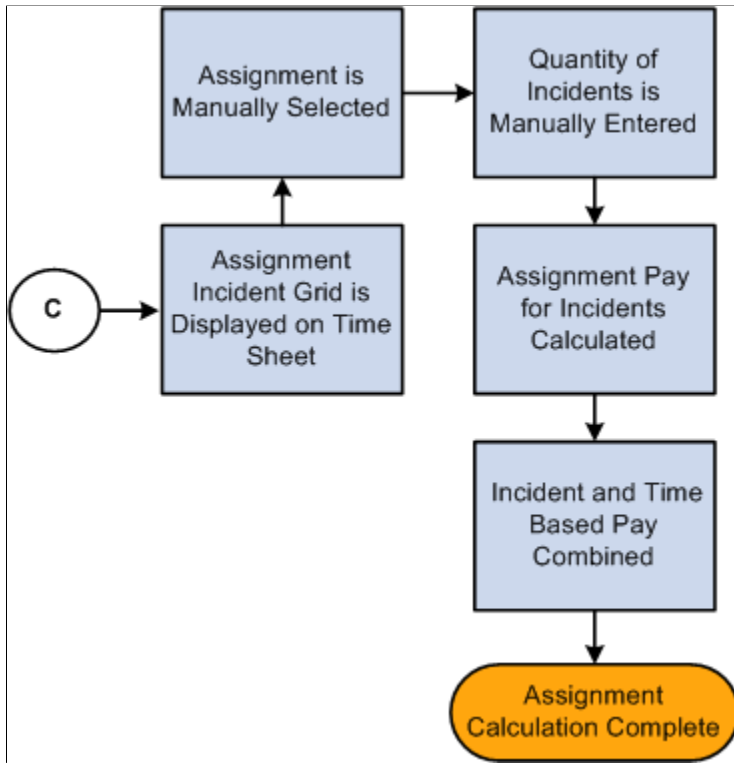 C
Assignment
Incident Grid is
Displayed on Time
Sheet
Assignment is
Manually Selected
Quantity of
Incidents is
Manually Entered
Assignment Pay
for Incidents
Calculated
Incident and Time
Based Pay
Combined
Assignment
Calculation Complete